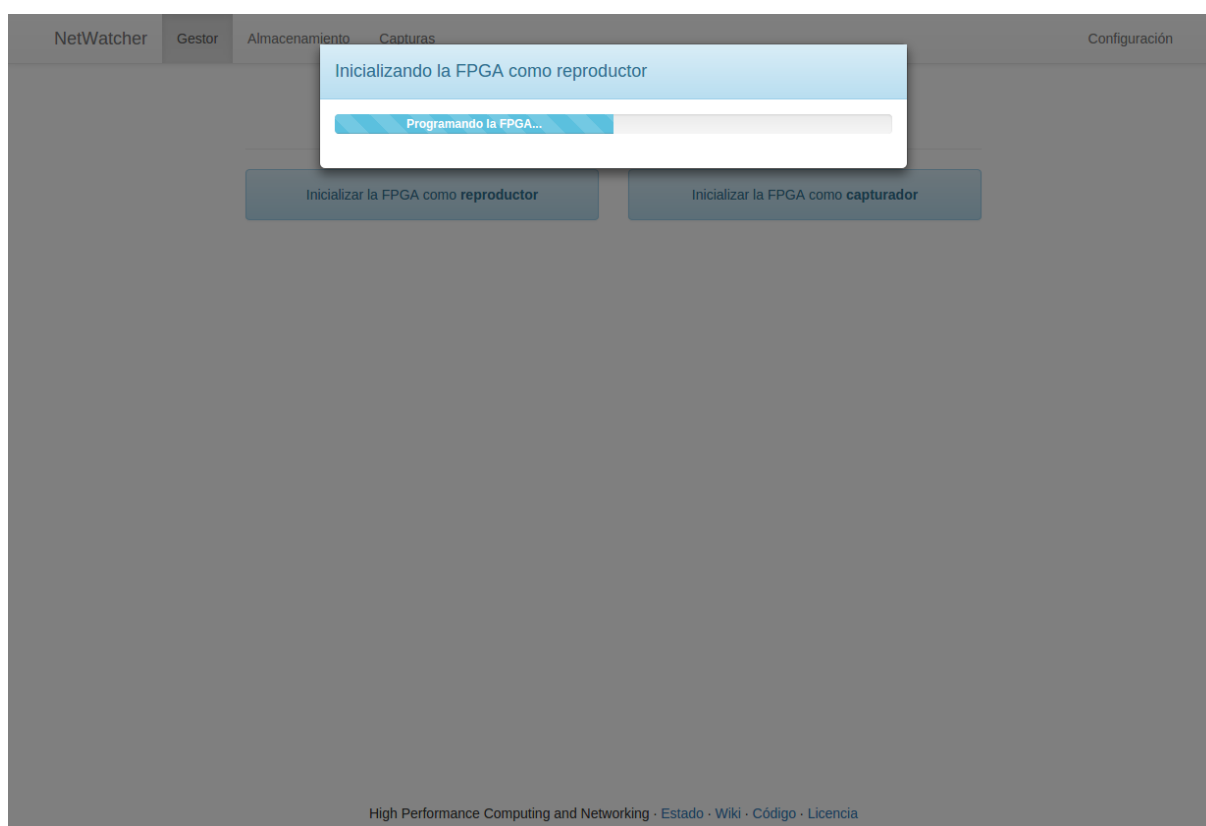 NetWatcher Gestor Almacenamiento Capturas Configuración
Inicializando la FPGA como reproductor
Programando la FPGA...
Inicializar la FPGA como reproductor Inicializar la FPGA como capturador
High Performance Computing and Networking · Estado · Wiki · Código · Licencia